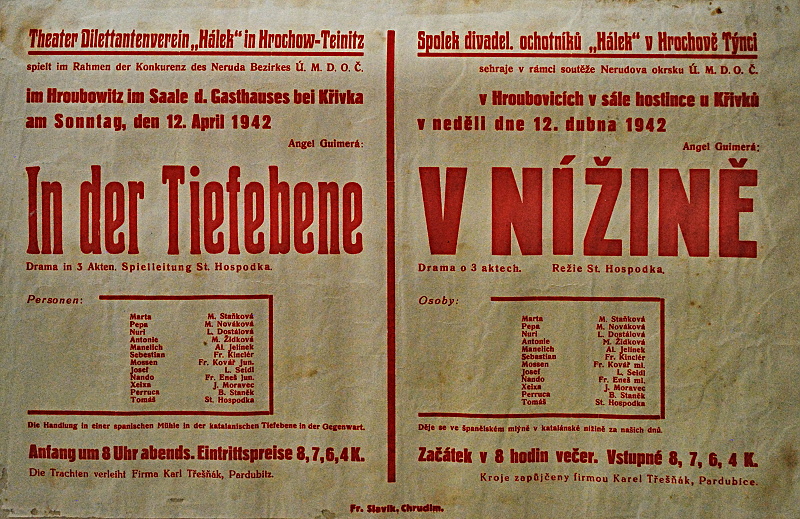 Theater Dilettantenverein „Hálek“ in Hrochow-Teinitz
spielt im Rahmen der Konkurenz des Neruda Bezirkes Ú. M. D. O. Č.
im Hroubowitz im Saale d. Gasthauses bei Křivka
am Sonntag, den 12. April 1942
Angel Guimerá:
In der Tiefebene
Drama in 3 Akten. Spielleitung St. Hospodka.
Personen:
Marta M. Staňková
Pepa M. Nováková
Nuri L. Dostálová
Antonie M. Židková
Manelich Al. Jelínek
Sebastian Fr. Kinclér
Mossen Fr. Kovář jun.
Josef L. Seidl
Nando Fr. Eneš jun.
Xeixa J. Moravec
Perruca B. Staněk
Tomáš St. Hospodka
Die Handlung in einer spanischen Mühle in der katalanischen Tiefebene in der Gegenwart.
Anfang um 8 Uhr abends. Eintrittspreise 8, 7, 6, 4 K.
Die Trachten verleiht Firma Karl Třešňák, Pardubitz.
Spolek divadel. ochotníků „Hálek“ v Hrochově Týnci
sehraje v rámci soutěže Nerudova okrsku Ú. M. D. O. Č.
v Hroubovicích v sále hostince u Křivků
v neděli dne 12. dubna 1942
Angel Guimerá:
V NÍŽINĚ
Drama o 3 aktech. Režie St. Hospodka.
Osoby:
Marta M. Staňková
Pepa M. Nováková
Nuri L. Dostálová
Antonie M. Židková
Manelich Al. Jelínek
Sebastian Fr. Kinclér
Mossen Fr. Kovář ml.
Josef L. Seidl
Nando Fr. Eneš ml.
Xeixa J. Moravec
Perruca B. Staněk
Tomáš St. Hospodka
Děje se ve španělském mlýně v katalánské nížině za našich dnů.
Začátek v 8 hodin večer. Vstupné 8, 7, 6, 4 K.
Kroje zapůjčeny firmou Karel Třešňák, Pardubice.
Fr. Slavík, Chrudim.